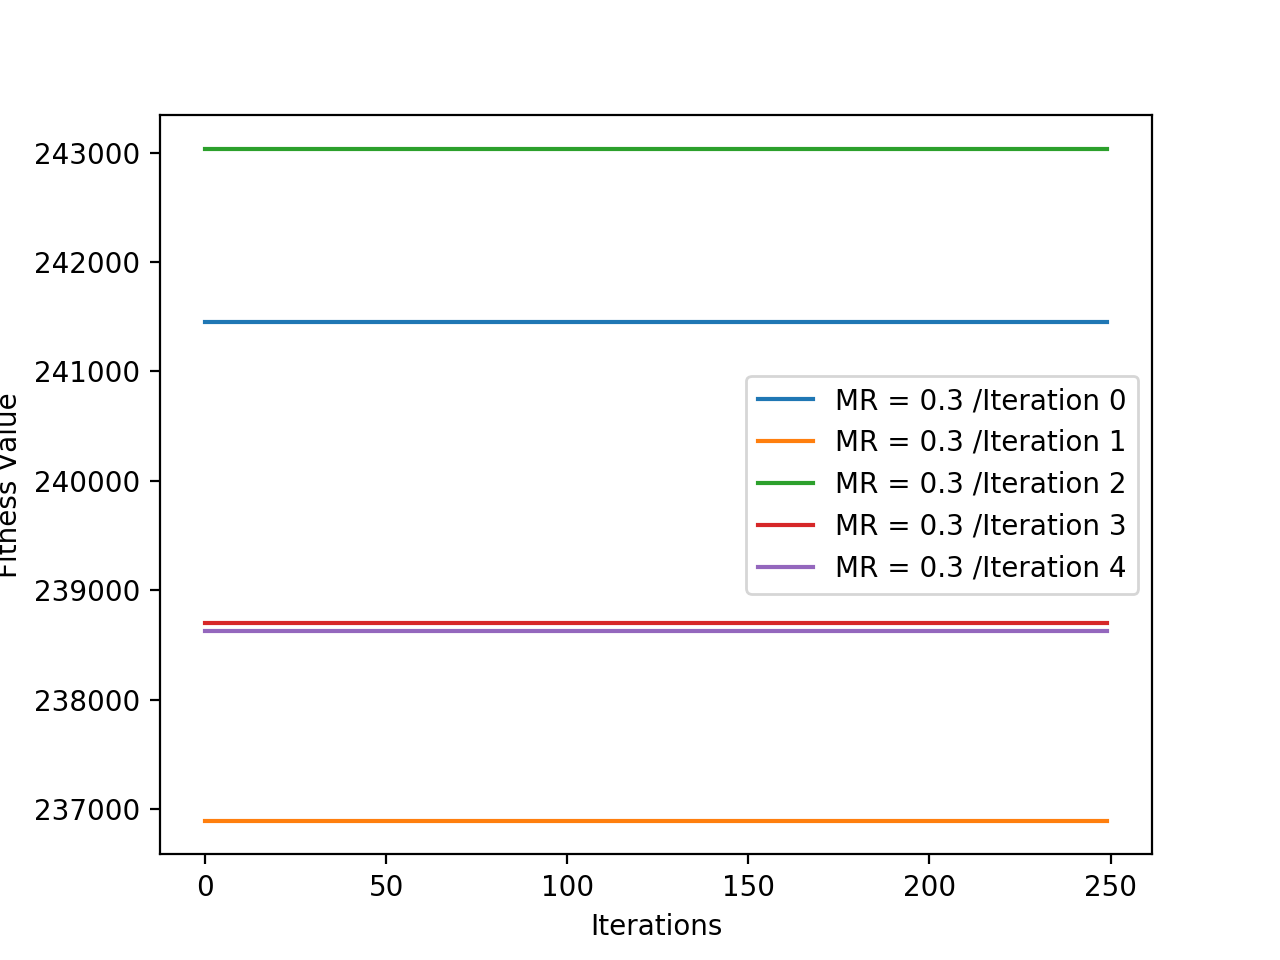 243000
242000
241000
240000
239000
238000
237000
Fitness Value
MR = 0.3 /Iteration 0
MR = 0.3 /Iteration 1
MR = 0.3 /Iteration 2
MR = 0.3 /Iteration 3
MR = 0.3 /Iteration 4
0 50 100 150 200 250
Iterations